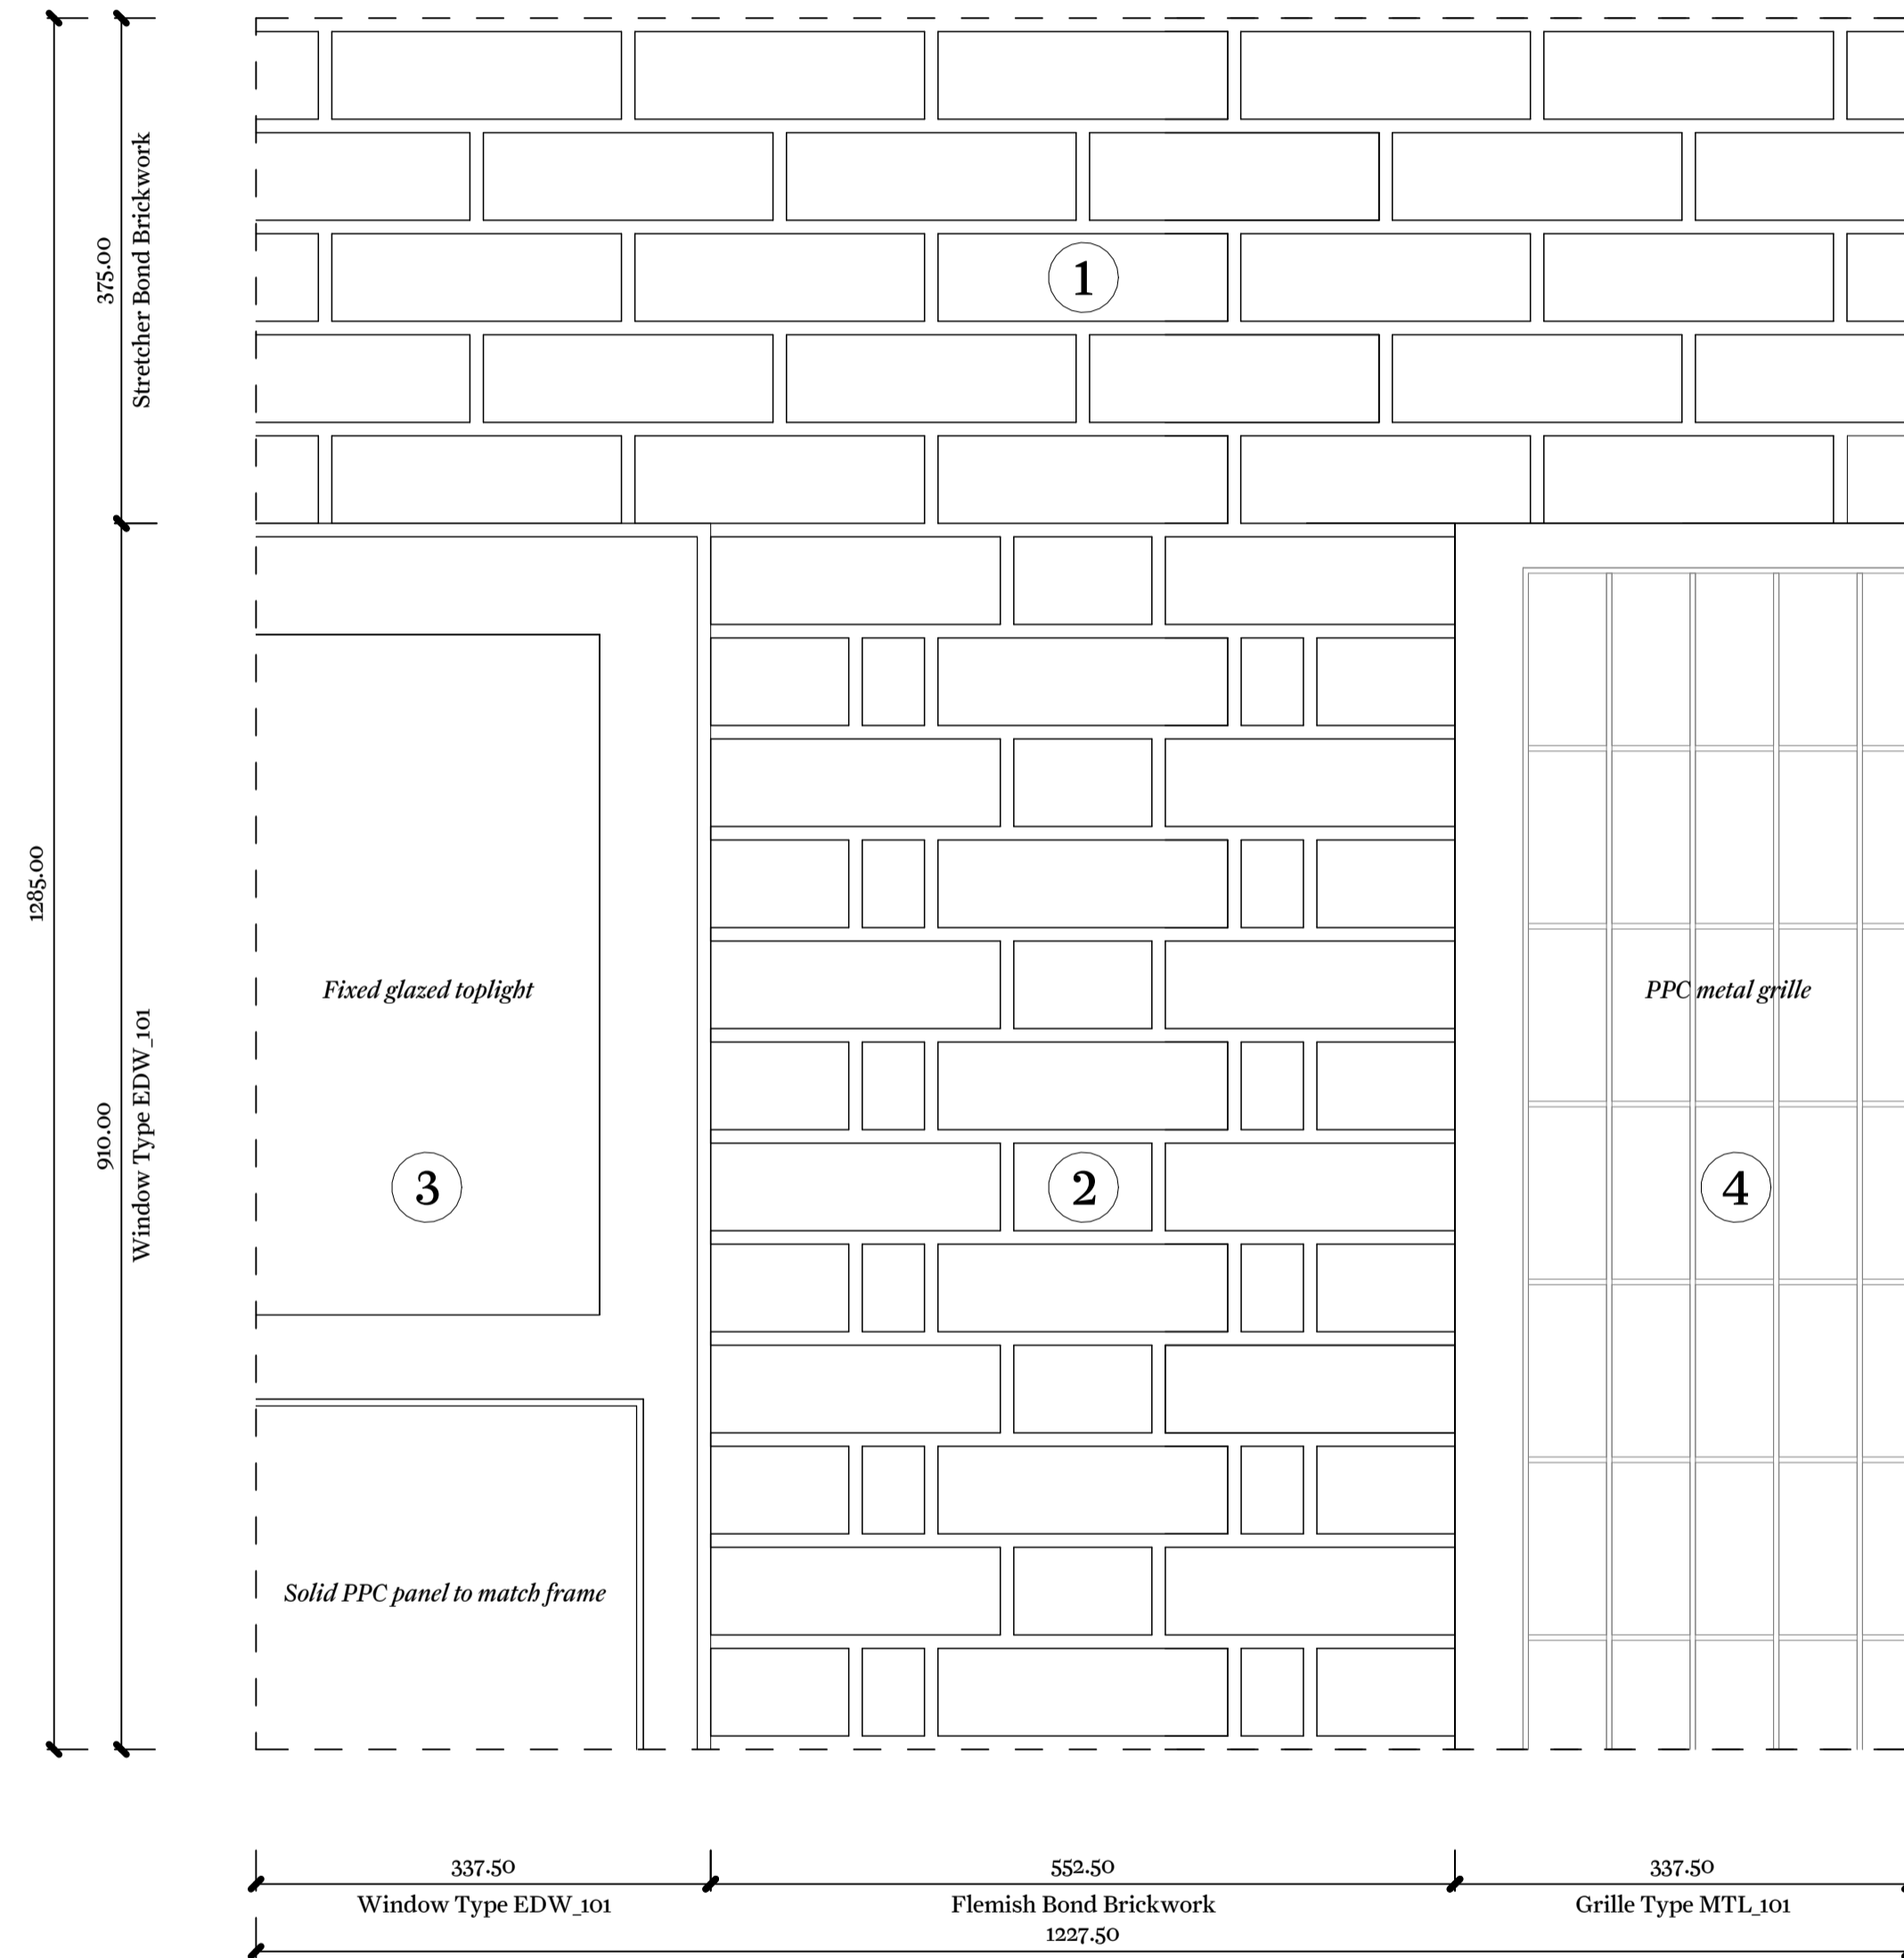 375.00
Stretcher Bond Brickwork
1
1285.00
910.00
Window Type EDW_101
Fixed glazed toplight
PPC metal grille
3
2
4
Solid PPC panel to match frame
337.50
552.50
337.50
Window Type EDW_101
Flemish Bond Brickwork
Grille Type MTL_101
1227.50